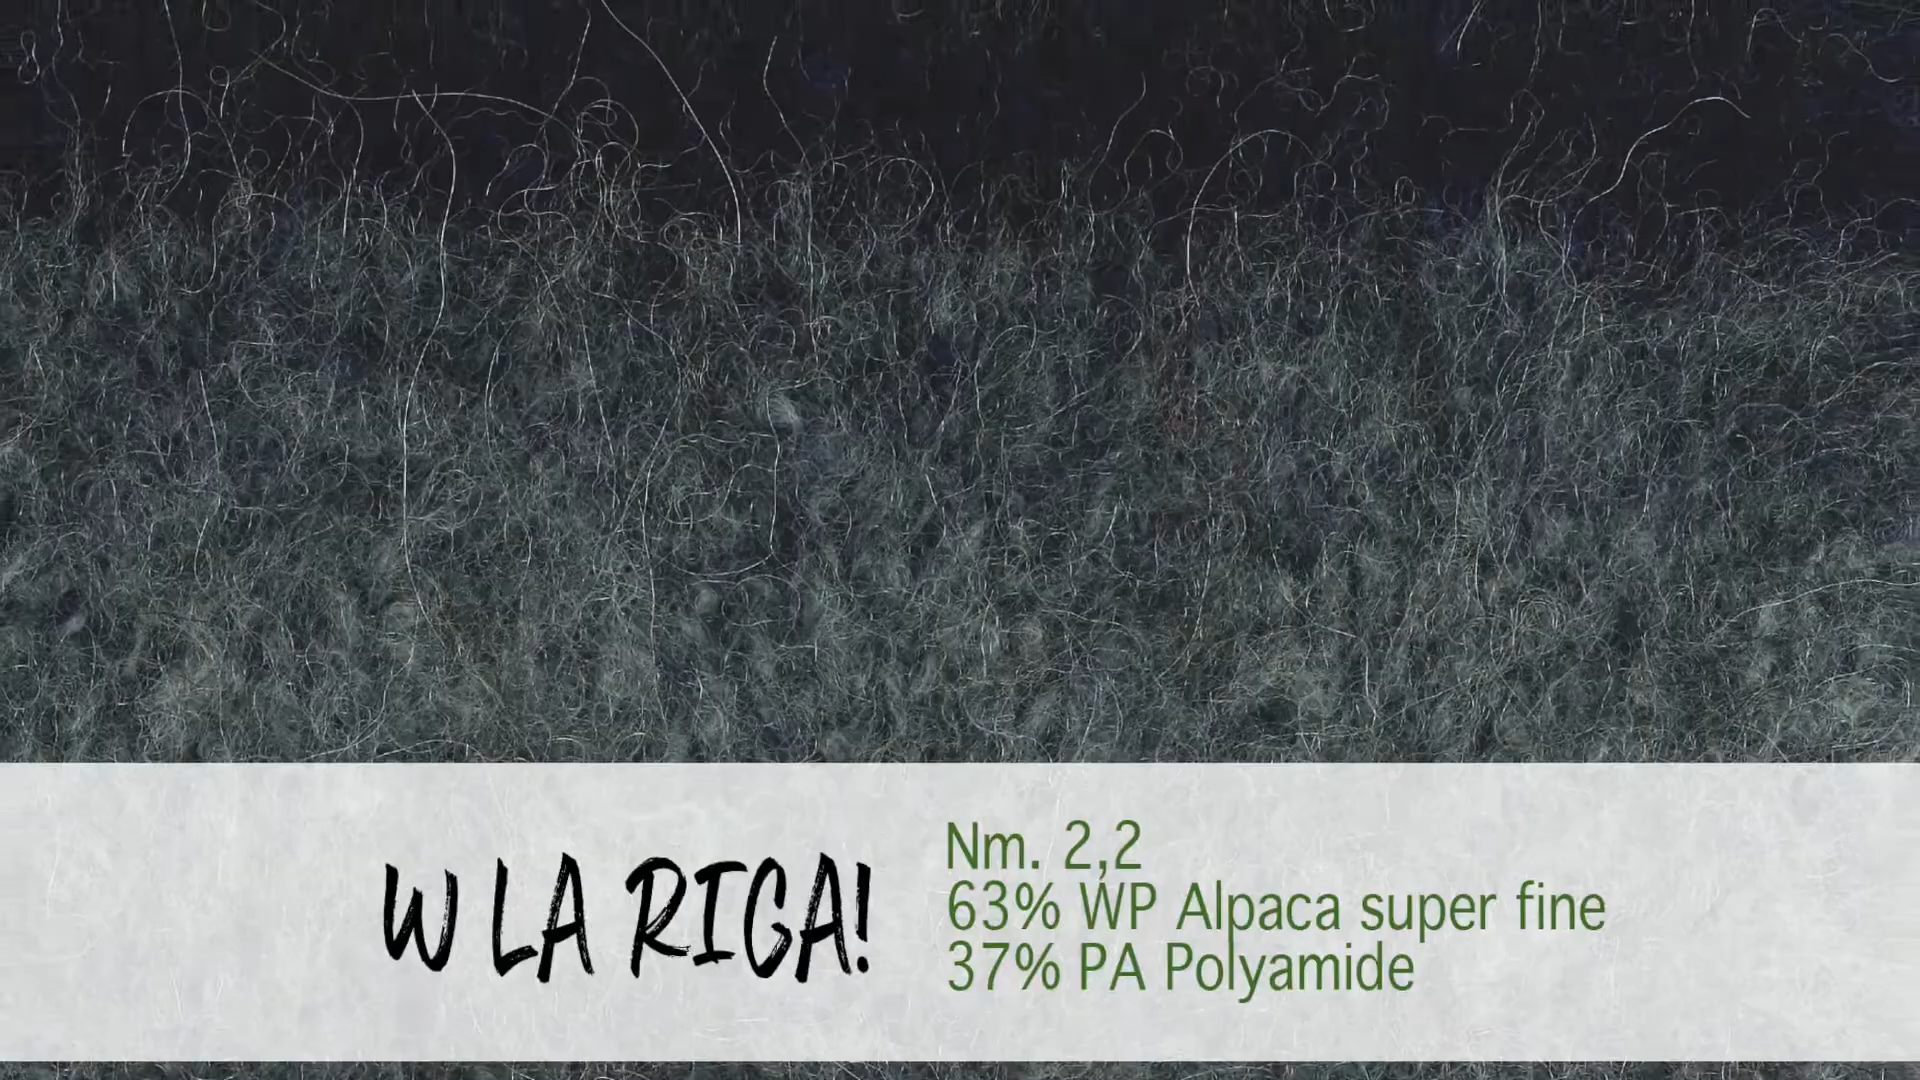 W LA RIGA!
Nm. 2,2
63% WP Alpaca super fine
37% PA Polyamide